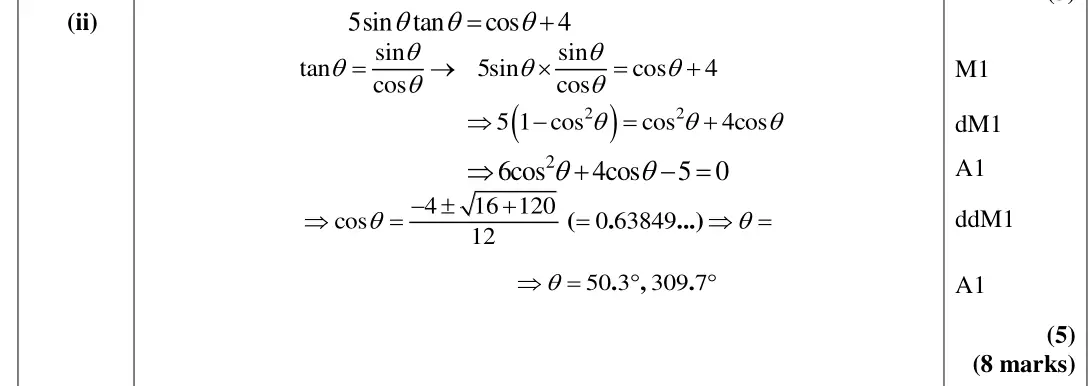 (ii) 5sinθtanθ = cosθ + 4
tanθ = sinθ/cosθ → 5sinθ × sinθ/cosθ = cosθ + 4 M1
⇒ 5(1 − cos²θ) = cos²θ + 4cosθ dM1
⇒ 6cos²θ + 4cosθ − 5 = 0 A1
⇒ cosθ = (−4 ± √(16 + 120))/12 (= 0.63849...) ⇒ θ = ddM1
⇒ θ = 50.3°, 309.7° A1
(5)
(8 marks)